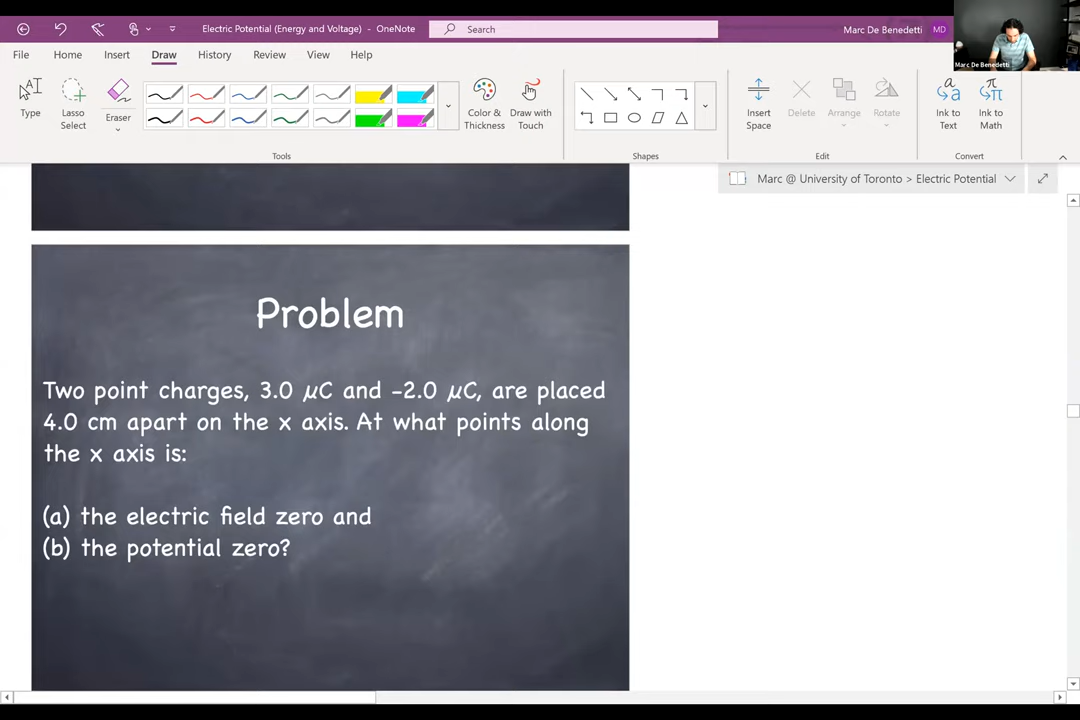 Electric Potential (Energy and Voltage) - OneNote
Search
Marc De Benedetti
MD
Marc De Benedetti
File Home Insert Draw History Review View Help
Type
Lasso Select
Eraser
Color & Thickness
Draw with Touch
Insert Space
Delete
Arrange
Rotate
Ink to Text
Ink to Math
Tools
Shapes
Edit
Convert
Marc @ University of Toronto > Electric Potential
Problem
Two point charges, 3.0 μC and -2.0 μC, are placed
4.0 cm apart on the x axis. At what points along
the x axis is:
(a) the electric field zero and
(b) the potential zero?